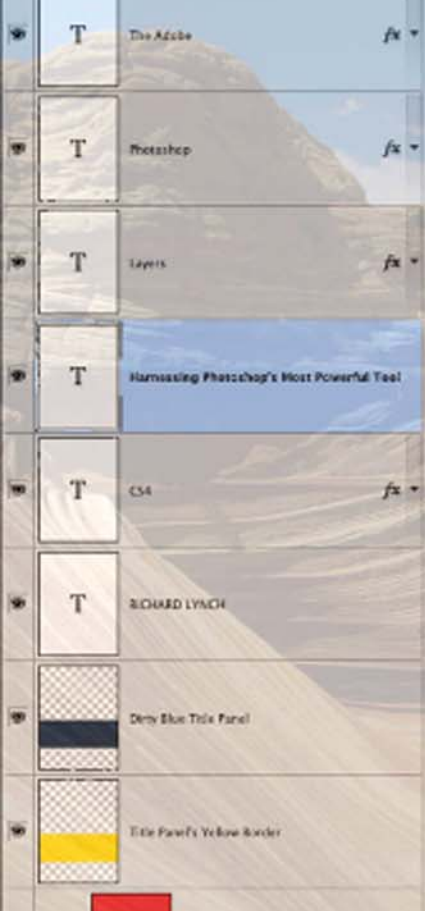 T The Adobe fx
T Photoshop fx
T Layers fx
T Harnessing Photoshop's Most Powerful Tool
T CS4 fx
T RICHARD LYNCH
Dirty Blue Title Panel
Title Panel's Yellow Border